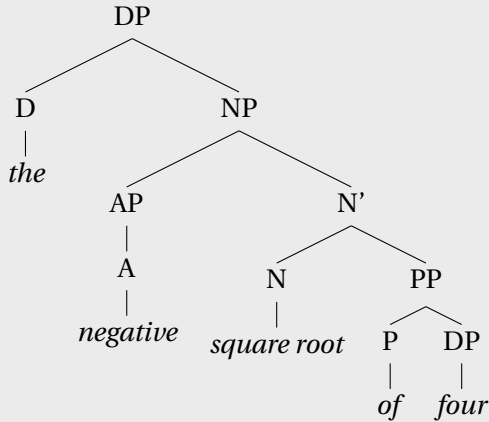 DP
D NP
the
AP N’
A N PP
negative square root P DP
of four